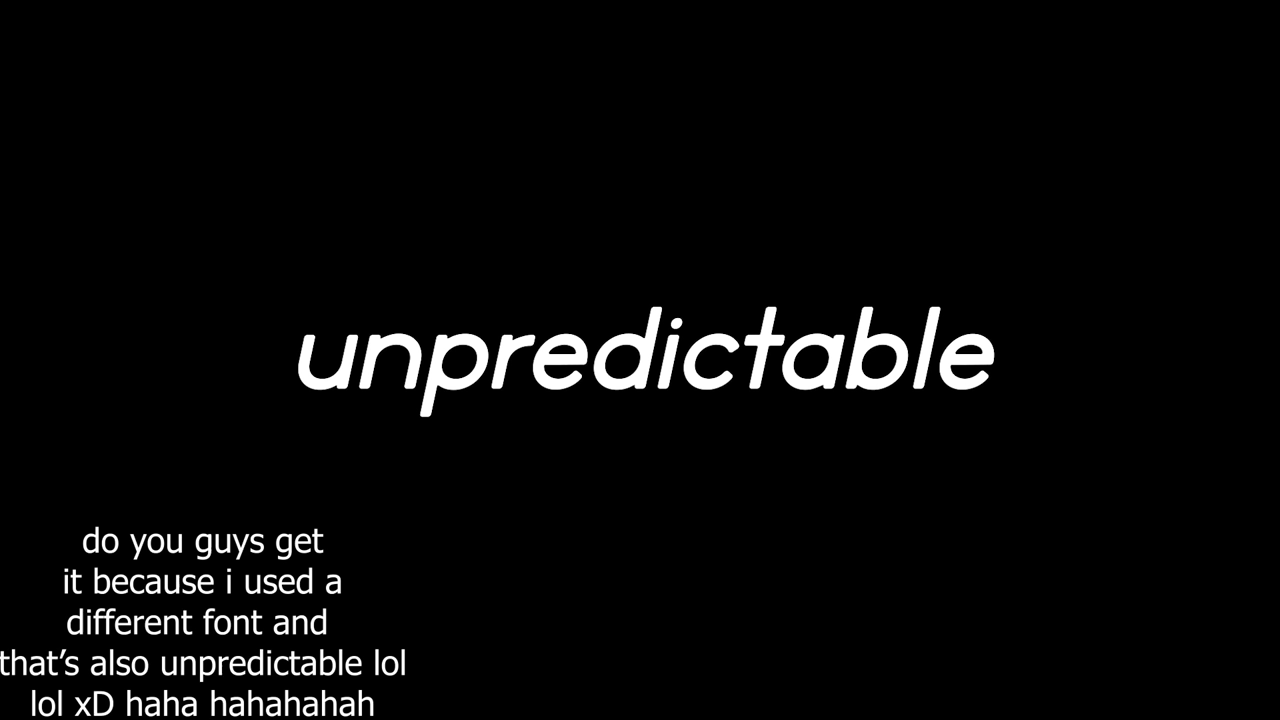 unpredictable
do you guys get
it because i used a
different font and
that’s also unpredictable lol
lol xD haha hahahahah